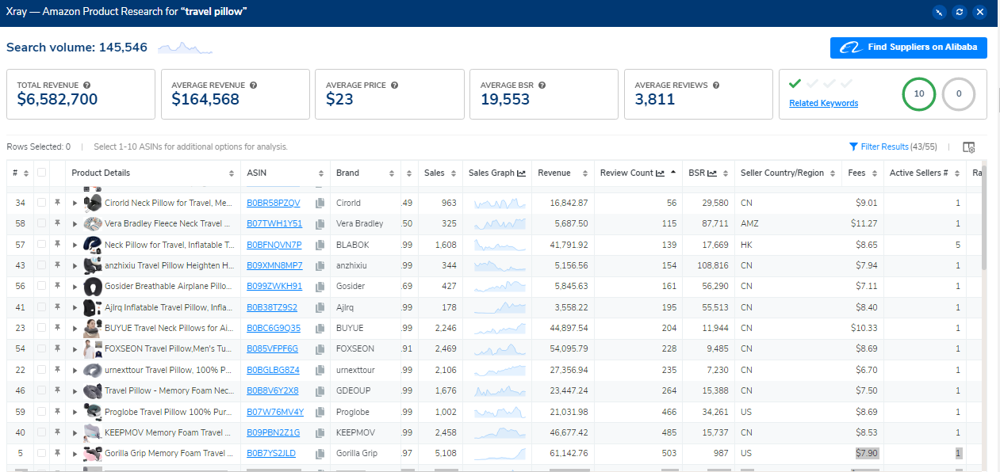 Xray — Amazon Product Research for “travel pillow”
Search volume: 145,546
Find Suppliers on Alibaba
TOTAL REVENUE
$6,582,700
AVERAGE REVENUE
$164,568
AVERAGE PRICE
$23
AVERAGE BSR
19,553
AVERAGE REVIEWS
3,811
Related Keywords
10
0
Rows Selected: 0 | Select 1-10 ASINs for additional options for analysis.
Filter Results (43/55)
# Product Details ASIN Brand Sales Sales Graph Revenue Review Count BSR Seller Country/Region Fees Active Sellers # Ra
34 Cirorld Neck Pillow for Travel, Me... B0BR58PZQV Cirorld .49 963 16,842.87 56 29,580 CN $9.01 1
58 Vera Bradley Fleece Neck Travel ... B07TWH1Y51 Vera Bradley .50 325 5,687.50 115 87,711 AMZ $11.27 1
57 Neck Pillow for Travel, Inflatable T... B0BFNQVN7P BLABOK .99 1,608 41,791.92 139 17,669 HK $8.65 5
43 anzhixiu Travel Pillow Heighten H... B09XMN8MP7 anzhixiu .99 344 5,156.56 154 108,816 CN $7.94 1
56 Gosider Breathable Airplane Pillo... B099ZWKH91 Gosider .69 427 5,845.63 161 56,290 CN $7.11 1
41 Ajlrq Inflatable Travel Pillow, Infla... B0B38TZ9S2 Ajlrq .99 178 3,558.22 195 55,513 CN $8.40 1
23 BUYUE Travel Neck Pillows for Ai... B0BC6G9Q35 BUYUE .99 2,246 44,897.54 204 11,944 CN $10.33 1
54 FOXSEON Travel Pillow,Men's Tu... B085VFPF6G FOXSEON .91 2,469 54,095.79 228 9,485 CN $8.69 1
22 urnexttour Travel Pillow, 100% P... B0BGLBG8Z4 urnexttour .99 2,106 27,356.94 235 7,230 CN $6.70 1
46 Travel Pillow - Memory Foam Nec... B0B8V6Y2X8 GDEOUP .99 1,676 23,447.24 264 15,388 CN $7.50 1
59 Proglobe Travel Pillow 100% Pur... B07W76MV4Y Proglobe .99 1,002 21,031.98 466 34,261 US $8.69 1
40 KEEPMOV Memory Foam Travel ... B09PBN2Z1G KEEPMOV .99 2,458 46,677.42 485 15,737 CN $8.53 1
5 Gorilla Grip Memory Foam Travel ... B0B7YS2JLD Gorilla Grip .97 5,108 61,142.76 503 987 US $7.90 1